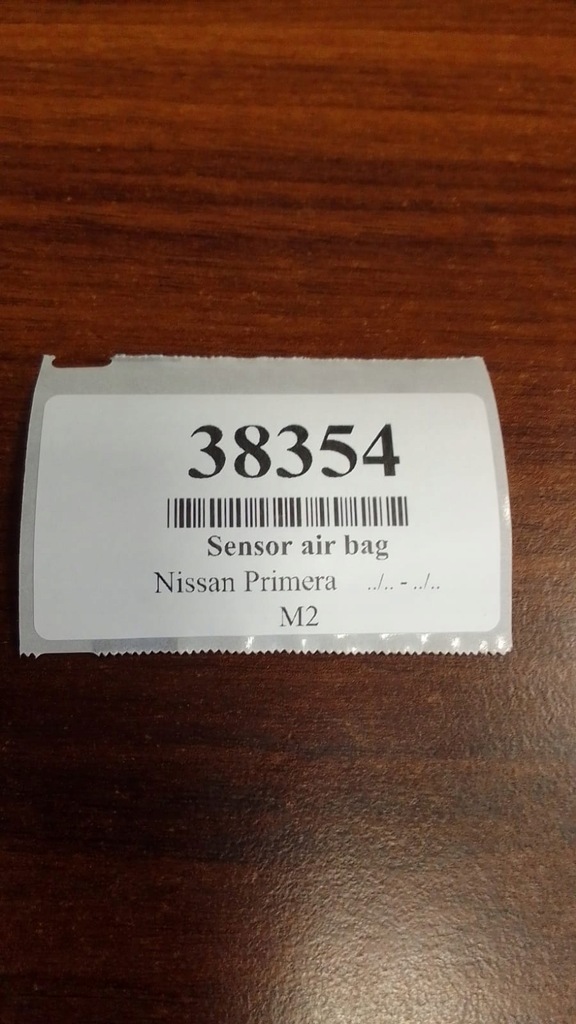 38354
Sensor air bag
Nissan Primera ../.. - ../..
M2